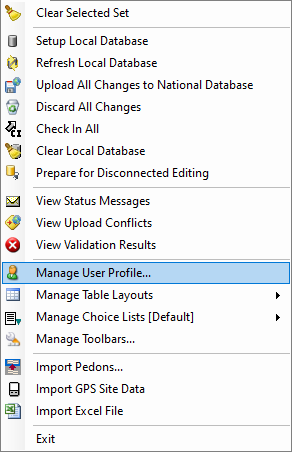 Clear Selected Set
Setup Local Database
Refresh Local Database
Upload All Changes to National Database
Discard All Changes
Check In All
Clear Local Database
Prepare for Disconnected Editing
View Status Messages
View Upload Conflicts
View Validation Results
Manage User Profile...
Manage Table Layouts
Manage Choice Lists [Default]
Manage Toolbars...
Import Pedons...
Import GPS Site Data
Import Excel File
Exit